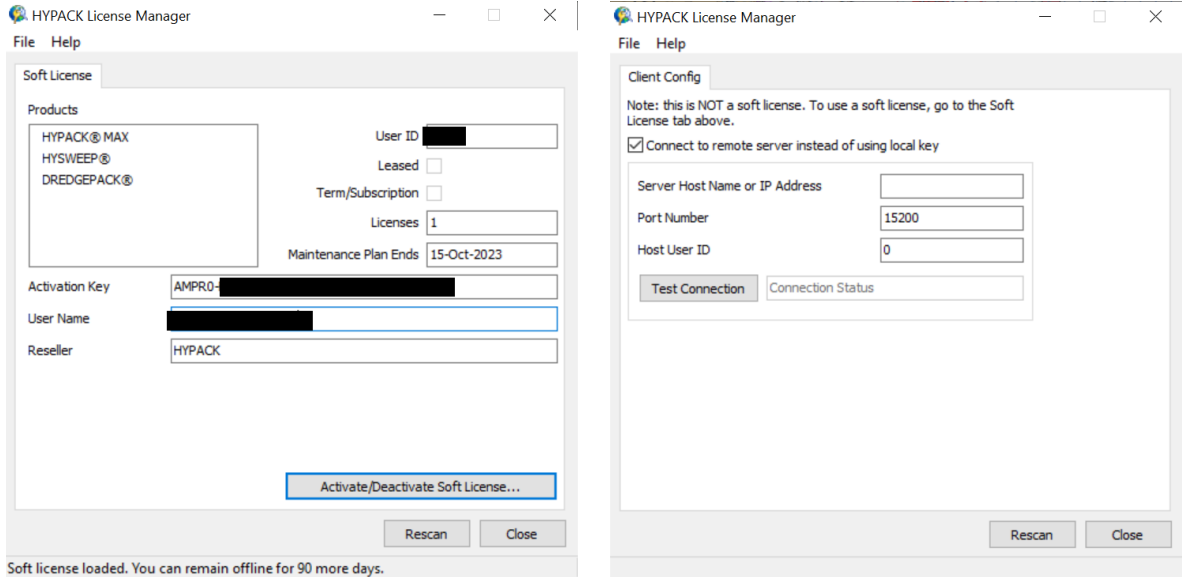 HYPACK License Manager
File Help
Soft License
Products
HYPACK® MAX
HYSWEEP®
DREDGEPACK®
User ID
Leased
Term/Subscription
Licenses 1
Maintenance Plan Ends 15-Oct-2023
Activation Key AMPR0-
User Name
Reseller HYPACK
Activate/Deactivate Soft License...
Rescan Close
Soft license loaded. You can remain offline for 90 more days.
HYPACK License Manager
File Help
Client Config
Note: this is NOT a soft license. To use a soft license, go to the Soft
License tab above.
Connect to remote server instead of using local key
Server Host Name or IP Address
Port Number 15200
Host User ID 0
Test Connection Connection Status
Rescan Close